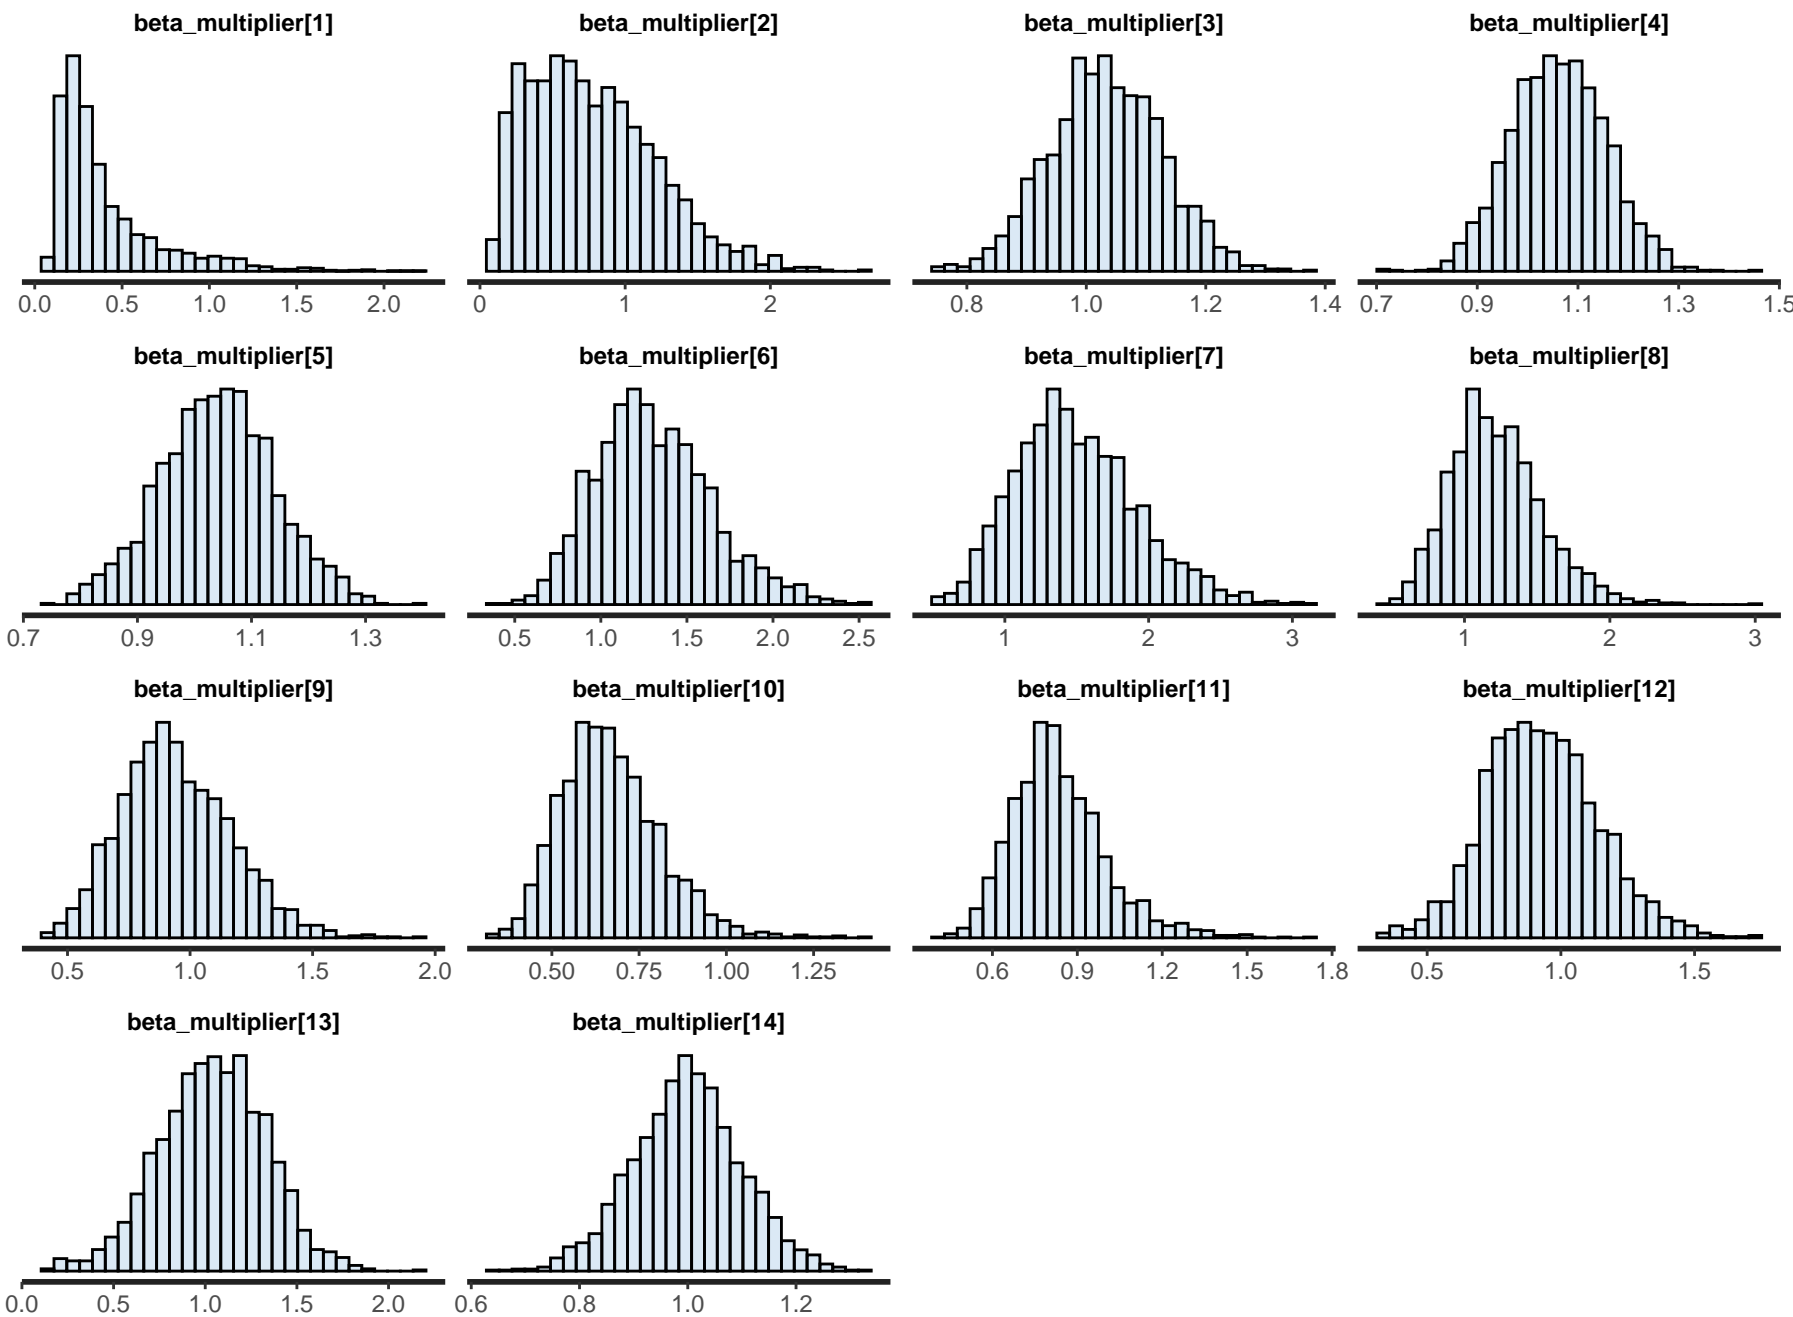 beta_multiplier[1] beta_multiplier[2] beta_multiplier[3] beta_multiplier[4]
0.0 0.5 1.0 1.5 2.0 0 1 2 0.8 1.0 1.2 1.4 0.7 0.9 1.1 1.3 1.5
beta_multiplier[5] beta_multiplier[6] beta_multiplier[7] beta_multiplier[8]
0.7 0.9 1.1 1.3 0.5 1.0 1.5 2.0 2.5 1 2 3 1 2 3
beta_multiplier[9] beta_multiplier[10] beta_multiplier[11] beta_multiplier[12]
0.5 1.0 1.5 2.0 0.50 0.75 1.00 1.25 0.6 0.9 1.2 1.5 1.8 0.5 1.0 1.5
beta_multiplier[13] beta_multiplier[14]
0.0 0.5 1.0 1.5 2.0 0.6 0.8 1.0 1.2